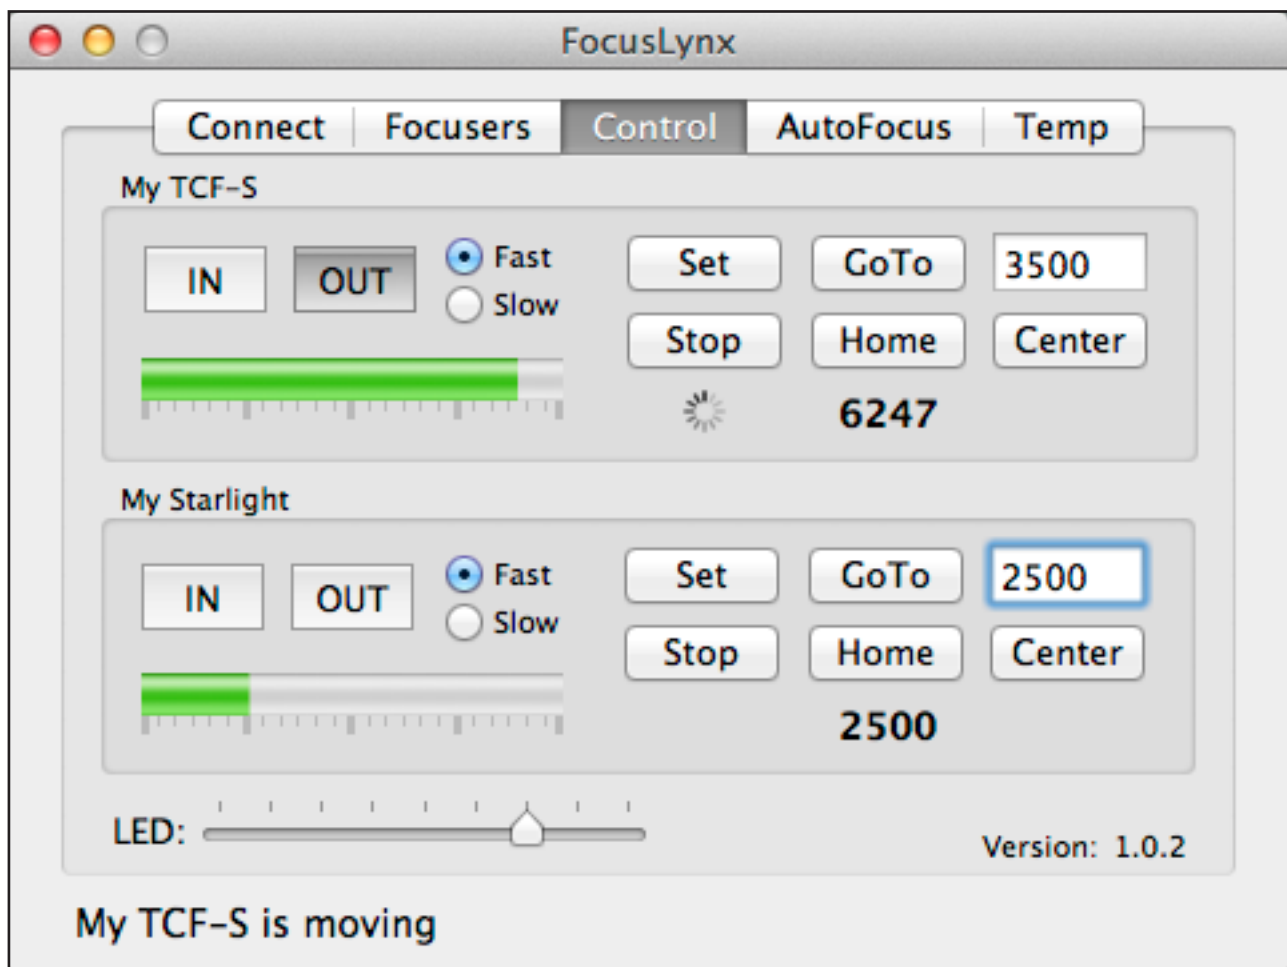 FocusLynx
Connect Focusers Control AutoFocus Temp
My TCF-S
IN OUT Fast Set GoTo 3500
Slow
Stop Home Center
6247
My Starlight
IN OUT Fast Set GoTo 2500
Slow
Stop Home Center
2500
LED:
Version: 1.0.2
My TCF-S is moving